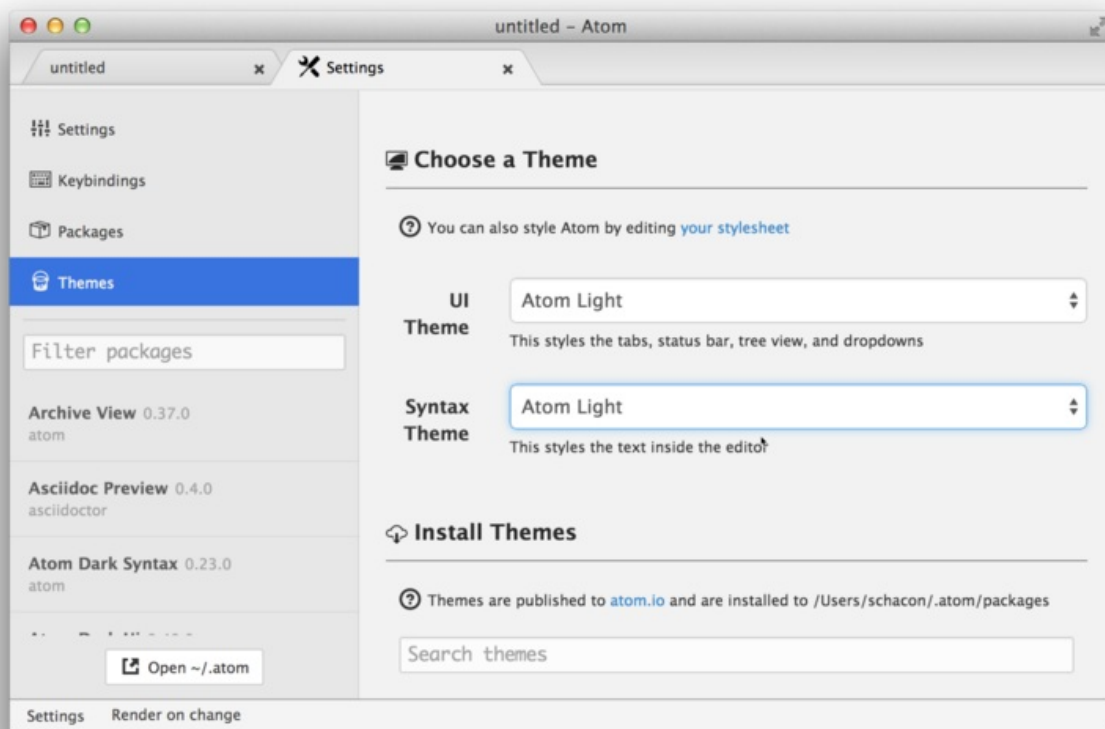 untitled – Atom
untitled
Settings
Settings
Keybindings
Packages
Themes
Filter packages
Archive View 0.37.0
atom
Asciidoc Preview 0.4.0
asciidoctor
Atom Dark Syntax 0.23.0
atom
Open ~/.atom
Choose a Theme
You can also style Atom by editing your stylesheet
UI Theme
Atom Light
This styles the tabs, status bar, tree view, and dropdowns
Syntax Theme
Atom Light
This styles the text inside the editor
Install Themes
Themes are published to atom.io and are installed to /Users/schacon/.atom/packages
Search themes
Settings Render on change